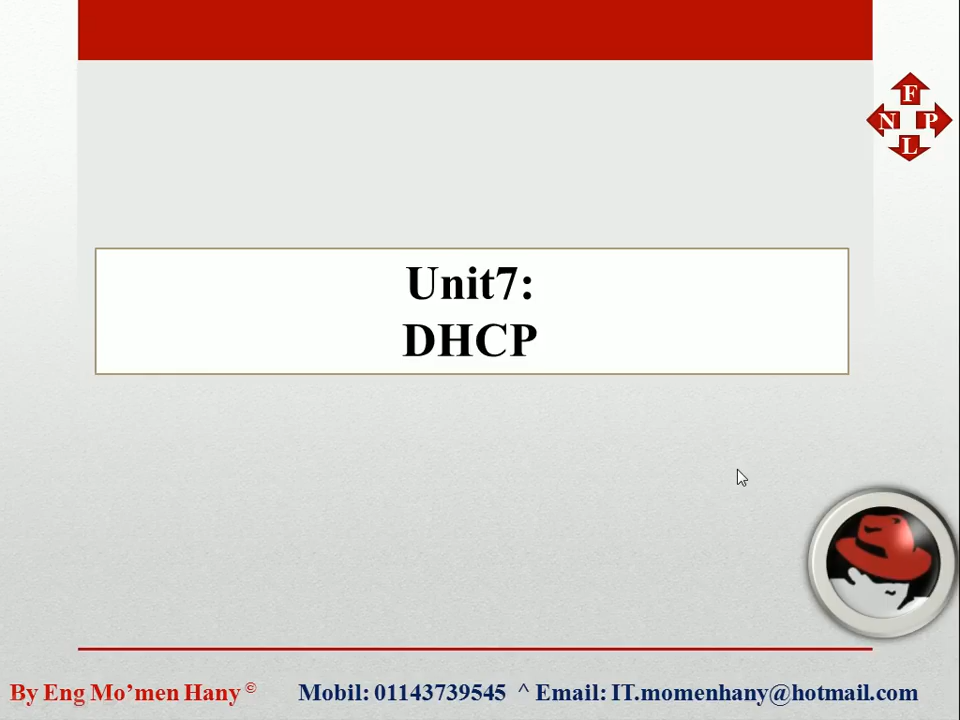 F
N P
L
Unit7:
DHCP
By Eng Mo’men Hany © Mobil: 01143739545 ^ Email: IT.momenhany@hotmail.com